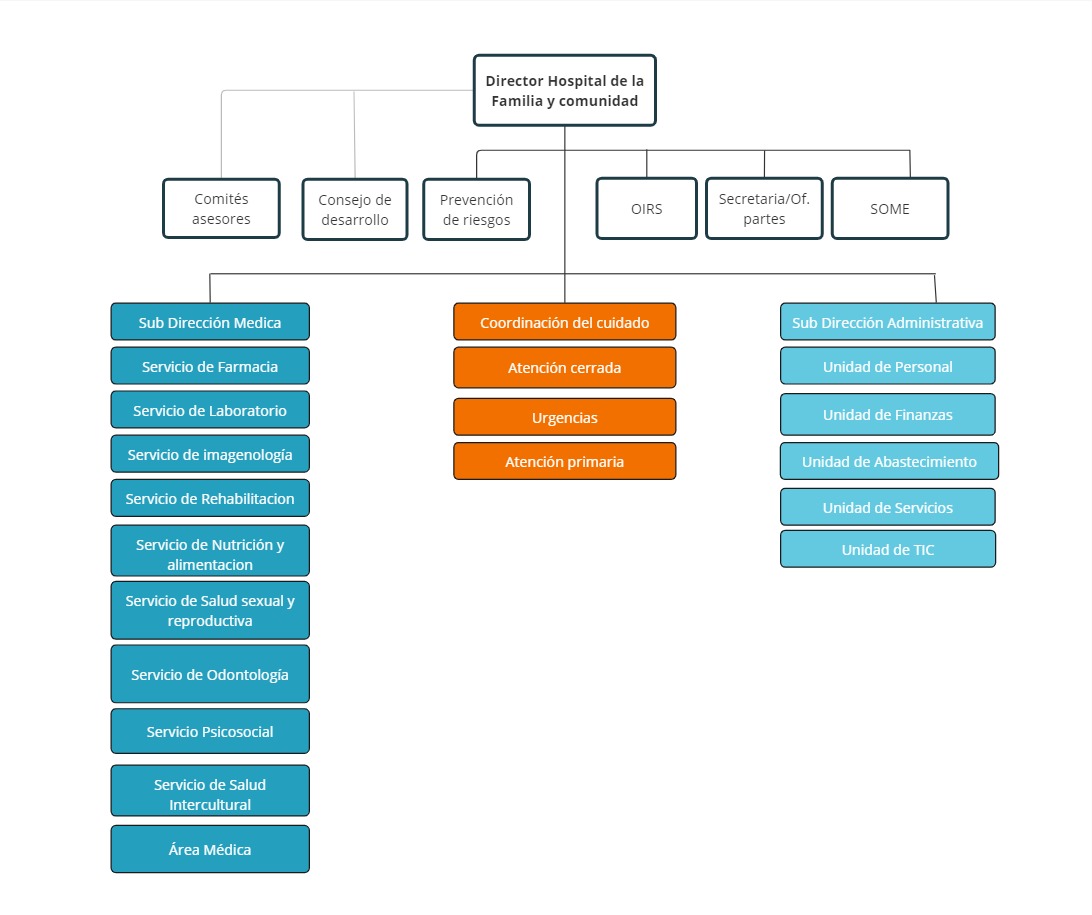 Director Hospital de la
Familia y comunidad
Comités
asesores
Consejo de
desarrollo
Prevención
de riesgos
OIRS
Secretaria/Of.
partes
SOME
Sub Dirección Medica
Servicio de Farmacia
Servicio de Laboratorio
Servicio de imagenología
Servicio de Rehabilitacion
Servicio de Nutrición y
alimentacion
Servicio de Salud sexual y
reproductiva
Servicio de Odontología
Servicio Psicosocial
Servicio de Salud
Intercultural
Área Médica
Coordinación del cuidado
Atención cerrada
Urgencias
Atención primaria
Sub Dirección Administrativa
Unidad de Personal
Unidad de Finanzas
Unidad de Abastecimiento
Unidad de Servicios
Unidad de TIC